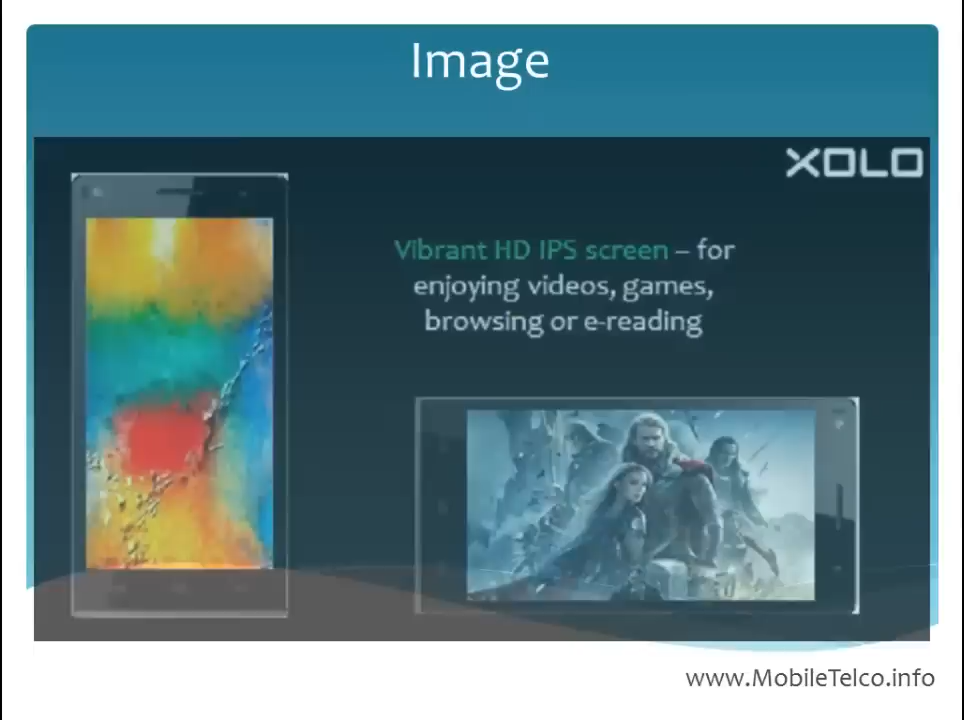 Image
XOLO
Vibrant HD IPS screen – for
enjoying videos, games,
browsing or e-reading
www.MobileTelco.info